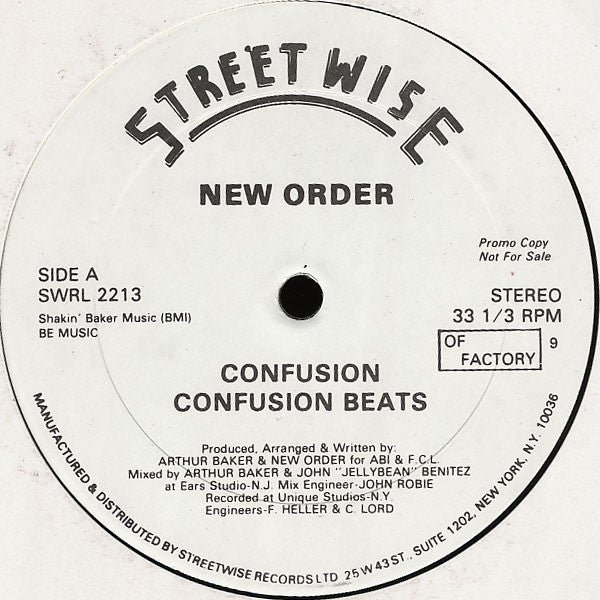 STREET WISE
NEW ORDER
Promo Copy
Not For Sale
SIDE A
SWRL 2213
Shakin' Baker Music (BMI)
BE MUSIC
STEREO
33 1/3 RPM
OF
FACTORY 9
CONFUSION
CONFUSION BEATS
Produced, Arranged & Written by:
ARTHUR BAKER & NEW ORDER for ABI & F.C.L.
Mixed by ARTHUR BAKER & JOHN "JELLYBEAN" BENITEZ
at Ears Studio-N.J. Mix Engineer-JOHN ROBIE
Recorded at Unique Studios-N.Y.
Engineers-F. HELLER & C. LORD
MANUFACTURED & DISTRIBUTED BY STREETWISE RECORDS LTD 25 W 43 ST., SUITE 1202, NEW YORK, N.Y. 10036